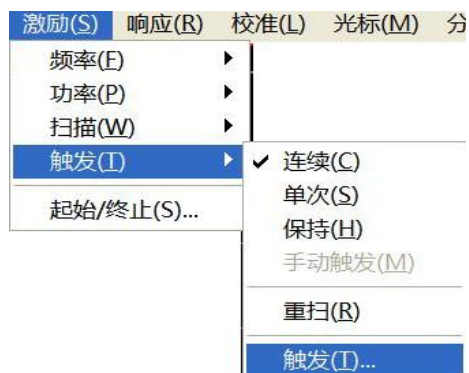 激励(S) 响应(R) 校准(L) 光标(M) 分
频率(F)
功率(P)
扫描(W)
触发(T)
起始/终止(S)...
连续(C)
单次(S)
保持(H)
手动触发(M)
重扫(R)
触发(T)...